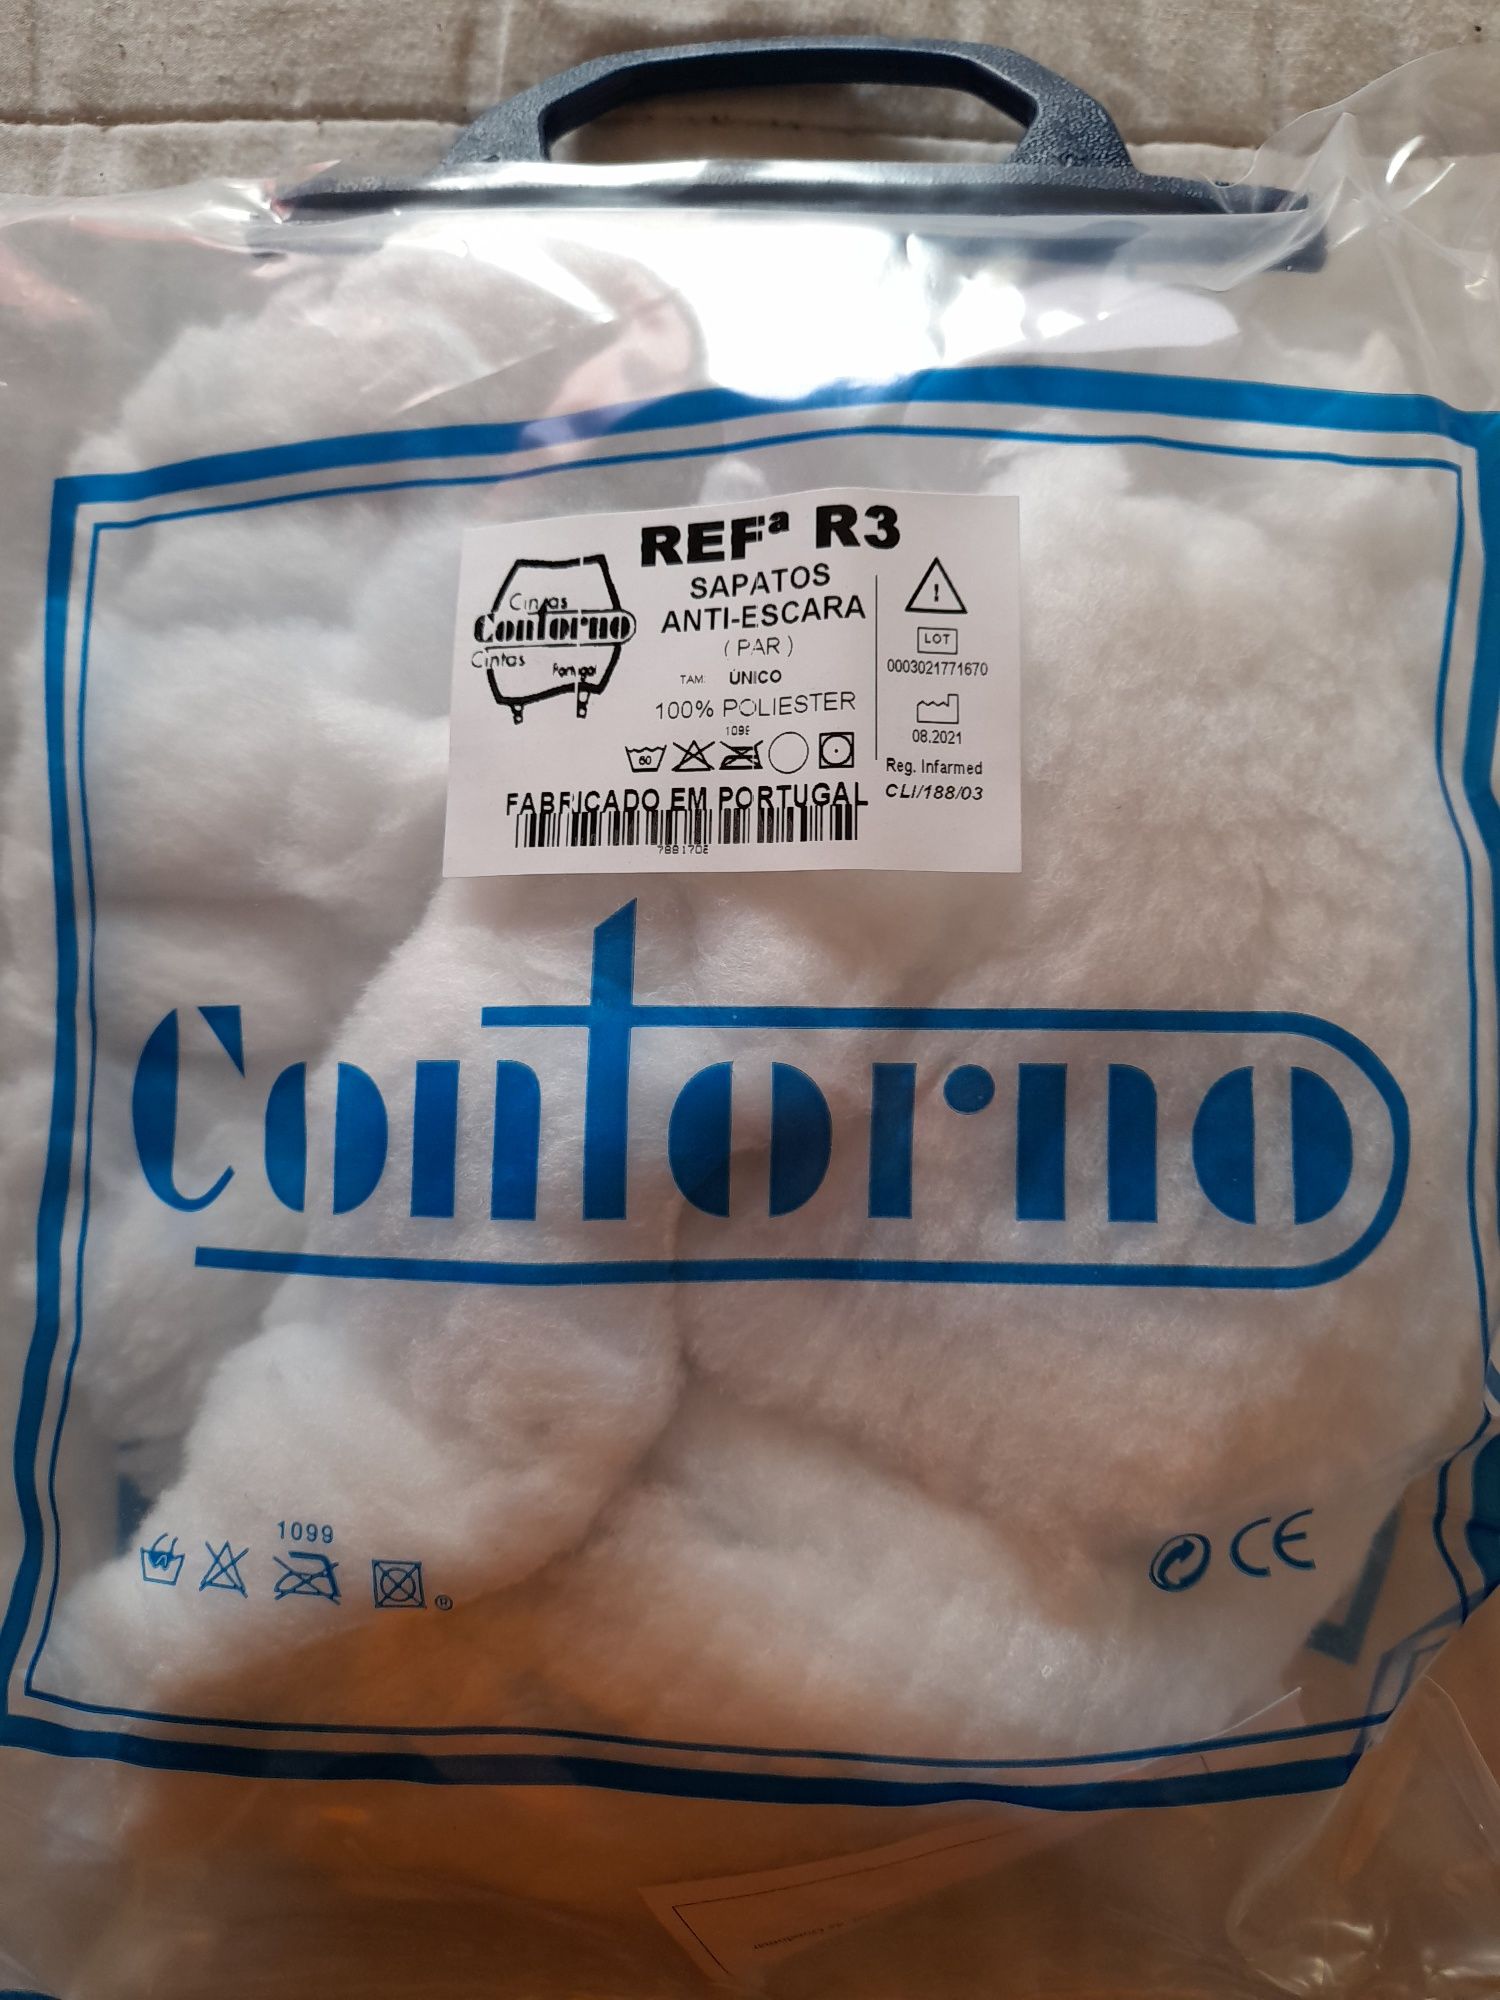 REFª R3
Cintas
Contorno
Cintas
Portugal
SAPATOS
ANTI-ESCARA
( PAR )
TAM: ÚNICO
100% POLIESTER
1099
60
FABRICADO EM PORTUGAL
788170
!
LOT
0003021771670
08.2021
Reg. Infarmed
CLI/188/03
Contorno
1099
®
CE